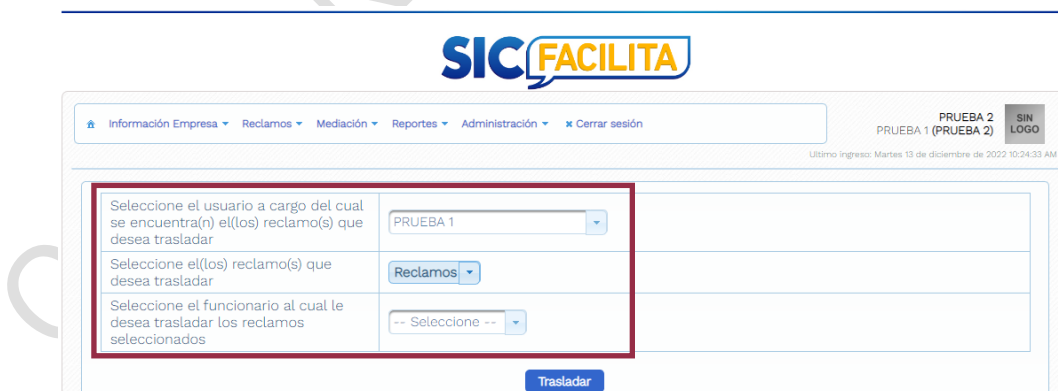 SIC FACILITA
Información Empresa Reclamos Mediación Reportes Administración × Cerrar sesión
PRUEBA 2
PRUEBA 1 (PRUEBA 2)
SIN
LOGO
Ultimo ingreso: Martes 13 de diciembre de 2022 10:24:33 AM
Seleccione el usuario a cargo del cual
se encuentra(n) el(los) reclamo(s) que
desea trasladar
PRUEBA 1
Seleccione el(los) reclamo(s) que
desea trasladar
Reclamos
Seleccione el funcionario al cual le
desea trasladar los reclamos
seleccionados
-- Seleccione --
Trasladar